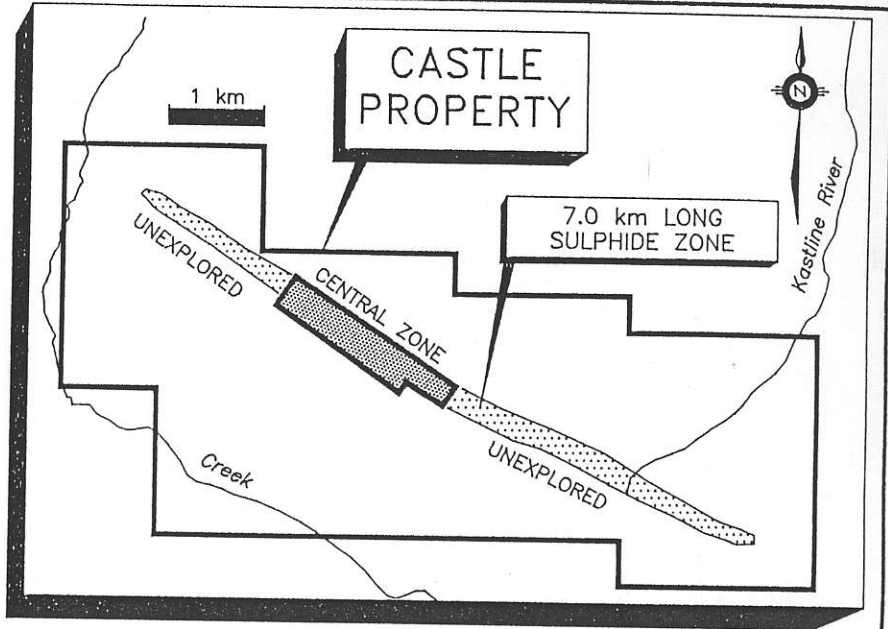 CASTLE
PROPERTY
1 km
N
7.0 km LONG
SULPHIDE ZONE
Kastline River
UNEXPLORED
CENTRAL ZONE
UNEXPLORED
Creek